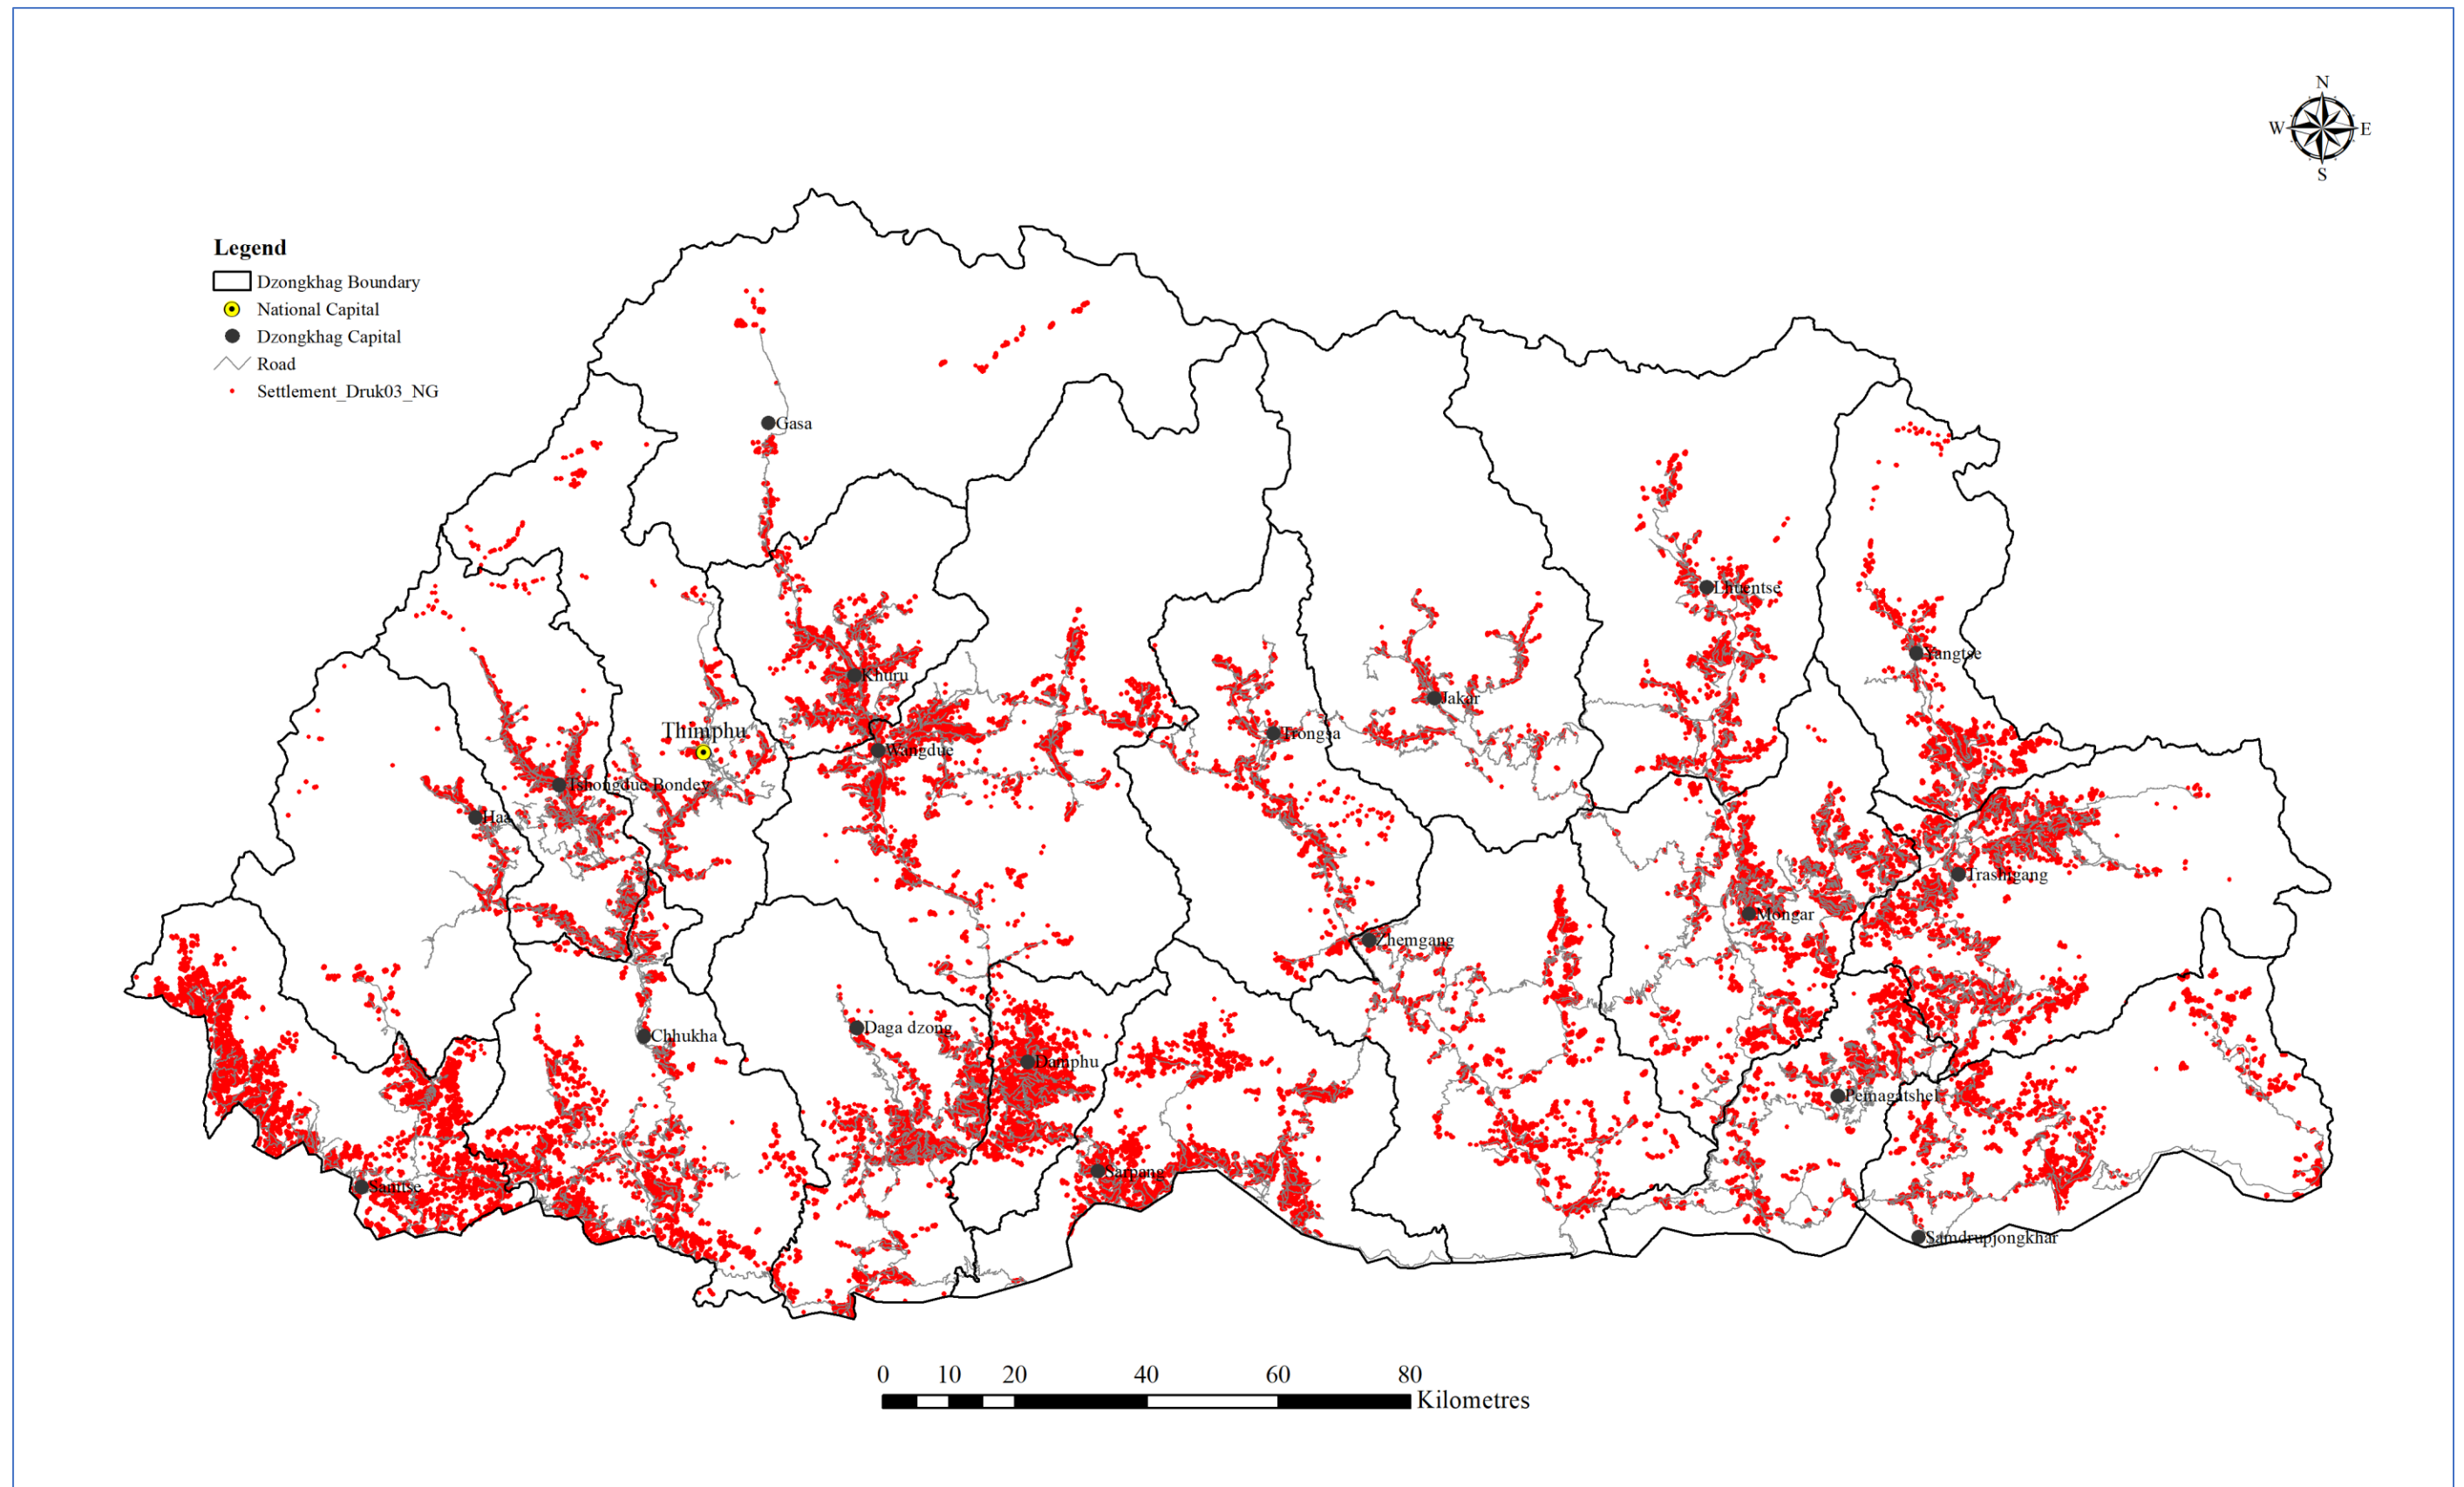 N
W E
S
Legend
Dzongkhag Boundary
National Capital
Dzongkhag Capital
Road
Settlement_Druk03_NG
Gasa
Lhuentse
Yangtse
Khuru
Jakar
Thimphu
Trongsa
Wangdue
Tshongdue Bondey
Haa
Trashigang
Mongar
Zhemgang
Daga dzong
Chhukha
Damphu
Pemagatshel
Sarpang
Samtse
Samdrupjongkhar
0 10 20 40 60 80
Kilometres